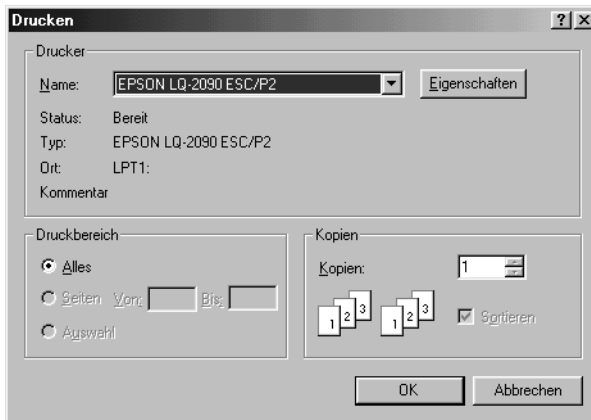 Drucken
Drucker
Name: EPSON LQ-2090 ESC/P2 Eigenschaften
Status: Bereit
Typ: EPSON LQ-2090 ESC/P2
Ort: LPT1:
Kommentar
Druckbereich
Alles
Seiten Von: Bis:
Auswahl
Kopien
Kopien: 1
1 2 3 1 2 3 Sortieren
OK Abbrechen